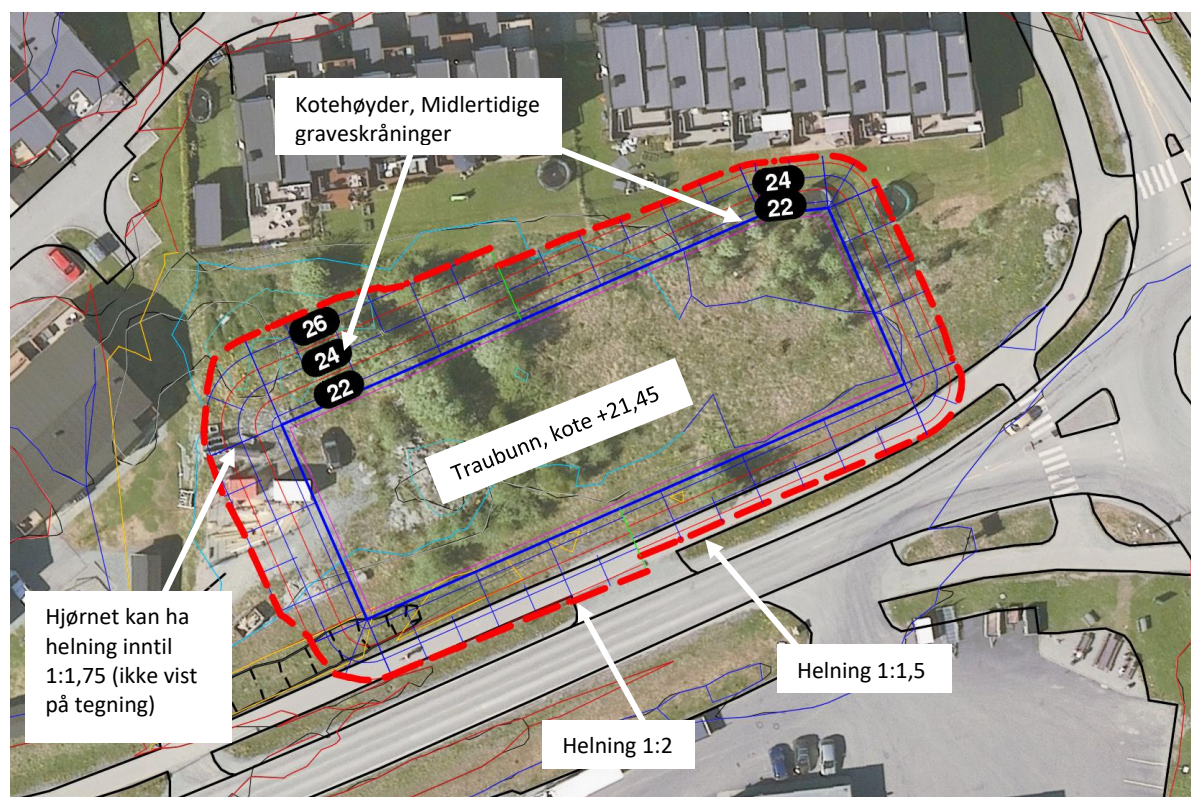 Kotehøyder, Midlertidige
graveskråninger
24
22
26
24
22
Traubunn, kote +21,45
Hjørnet kan ha
helning inntil
1:1,75 (ikke vist
på tegning)
Helning 1:1,5
Helning 1:2